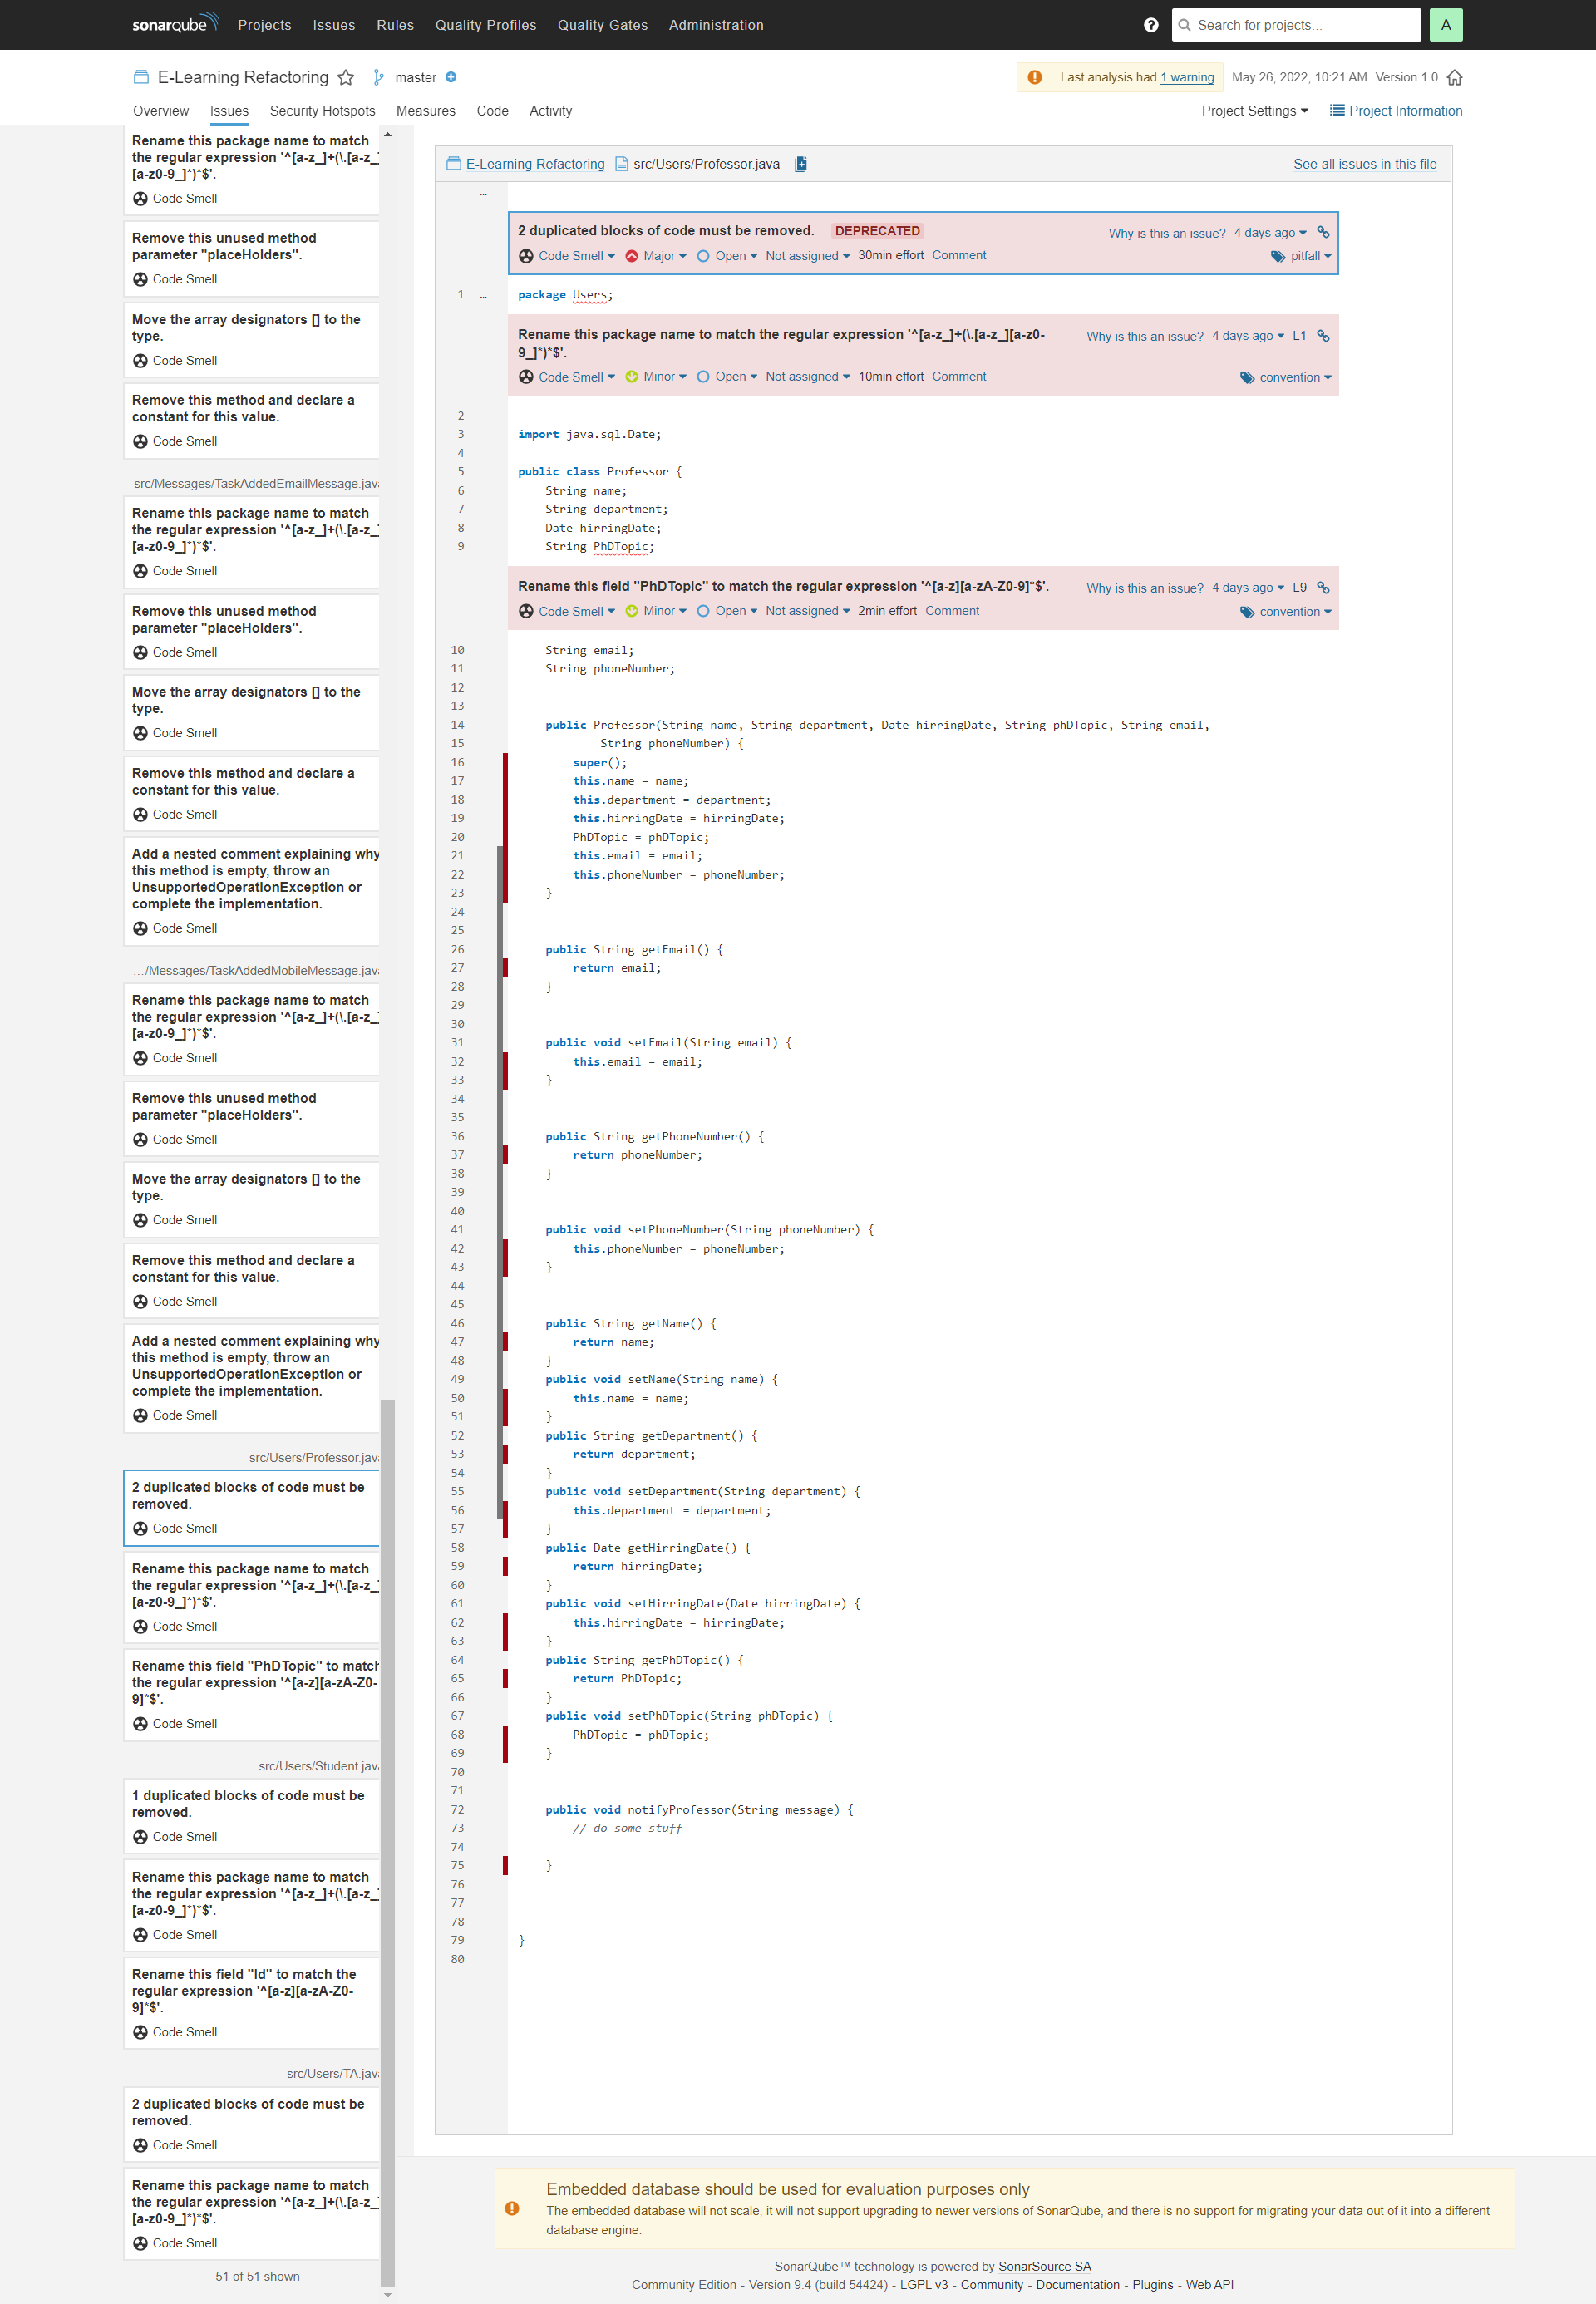 sonarqube Projects Issues Rules Quality Profiles Quality Gates Administration ? Search for projects... A
E-Learning Refactoring master Last analysis had 1 warning May 26, 2022, 10:21 AM Version 1.0
Overview Issues Security Hotspots Measures Code Activity Project Settings Project Information
Rename this package name to match
the regular expression '^[a-z_]+(\.[a-z_]
[a-z0-9_]*)*$'.
Code Smell
Remove this unused method
parameter "placeHolders".
Code Smell
Move the array designators [] to the
type.
Code Smell
Remove this method and declare a
constant for this value.
Code Smell
src/Messages/TaskAddedEmailMessage.java
Rename this package name to match
the regular expression '^[a-z_]+(\.[a-z_]
[a-z0-9_]*)*$'.
Code Smell
Remove this unused method
parameter "placeHolders".
Code Smell
Move the array designators [] to the
type.
Code Smell
Remove this method and declare a
constant for this value.
Code Smell
Add a nested comment explaining why
this method is empty, throw an
UnsupportedOperationException or
complete the implementation.
Code Smell
…/Messages/TaskAddedMobileMessage.java
Rename this package name to match
the regular expression '^[a-z_]+(\.[a-z_]
[a-z0-9_]*)*$'.
Code Smell
Remove this unused method
parameter "placeHolders".
Code Smell
Move the array designators [] to the
type.
Code Smell
Remove this method and declare a
constant for this value.
Code Smell
Add a nested comment explaining why
this method is empty, throw an
UnsupportedOperationException or
complete the implementation.
Code Smell
src/Users/Professor.java
2 duplicated blocks of code must be
removed.
Code Smell
Rename this package name to match
the regular expression '^[a-z_]+(\.[a-z_]
[a-z0-9_]*)*$'.
Code Smell
Rename this field "PhDTopic" to match
the regular expression '^[a-z][a-zA-Z0-
9]*$'.
Code Smell
src/Users/Student.java
1 duplicated blocks of code must be
removed.
Code Smell
Rename this package name to match
the regular expression '^[a-z_]+(\.[a-z_]
[a-z0-9_]*)*$'.
Code Smell
Rename this field "Id" to match the
regular expression '^[a-z][a-zA-Z0-
9]*$'.
Code Smell
src/Users/TA.java
2 duplicated blocks of code must be
removed.
Code Smell
Rename this package name to match
the regular expression '^[a-z_]+(\.[a-z_]
[a-z0-9_]*)*$'.
Code Smell
51 of 51 shown
E-Learning Refactoring src/Users/Professor.java See all issues in this file
…
2 duplicated blocks of code must be removed. DEPRECATED Why is this an issue? 4 days ago
Code Smell Major Open Not assigned 30min effort Comment pitfall
1 … package Users;
Rename this package name to match the regular expression '^[a-z_]+(\.[a-z_][a-z0- Why is this an issue? 4 days ago L1
9_]*)*$'.
Code Smell Minor Open Not assigned 10min effort Comment convention
2
3 import java.sql.Date;
4
5 public class Professor {
6 String name;
7 String department;
8 Date hirringDate;
9 String PhDTopic;
Rename this field "PhDTopic" to match the regular expression '^[a-z][a-zA-Z0-9]*$'. Why is this an issue? 4 days ago L9
Code Smell Minor Open Not assigned 2min effort Comment convention
10 String email;
11 String phoneNumber;
12
13
14 public Professor(String name, String department, Date hirringDate, String phDTopic, String email,
15 String phoneNumber) {
16 super();
17 this.name = name;
18 this.department = department;
19 this.hirringDate = hirringDate;
20 PhDTopic = phDTopic;
21 this.email = email;
22 this.phoneNumber = phoneNumber;
23 }
24
25
26 public String getEmail() {
27 return email;
28 }
29
30
31 public void setEmail(String email) {
32 this.email = email;
33 }
34
35
36 public String getPhoneNumber() {
37 return phoneNumber;
38 }
39
40
41 public void setPhoneNumber(String phoneNumber) {
42 this.phoneNumber = phoneNumber;
43 }
44
45
46 public String getName() {
47 return name;
48 }
49 public void setName(String name) {
50 this.name = name;
51 }
52 public String getDepartment() {
53 return department;
54 }
55 public void setDepartment(String department) {
56 this.department = department;
57 }
58 public Date getHirringDate() {
59 return hirringDate;
60 }
61 public void setHirringDate(Date hirringDate) {
62 this.hirringDate = hirringDate;
63 }
64 public String getPhDTopic() {
65 return PhDTopic;
66 }
67 public void setPhDTopic(String phDTopic) {
68 PhDTopic = phDTopic;
69 }
70
71
72 public void notifyProfessor(String message) {
73 // do some stuff
74
75 }
76
77
78
79 }
80
Embedded database should be used for evaluation purposes only
The embedded database will not scale, it will not support upgrading to newer versions of SonarQube, and there is no support for migrating your data out of it into a different
database engine.
SonarQube™ technology is powered by SonarSource SA
Community Edition - Version 9.4 (build 54424) - LGPL v3 - Community - Documentation - Plugins - Web API